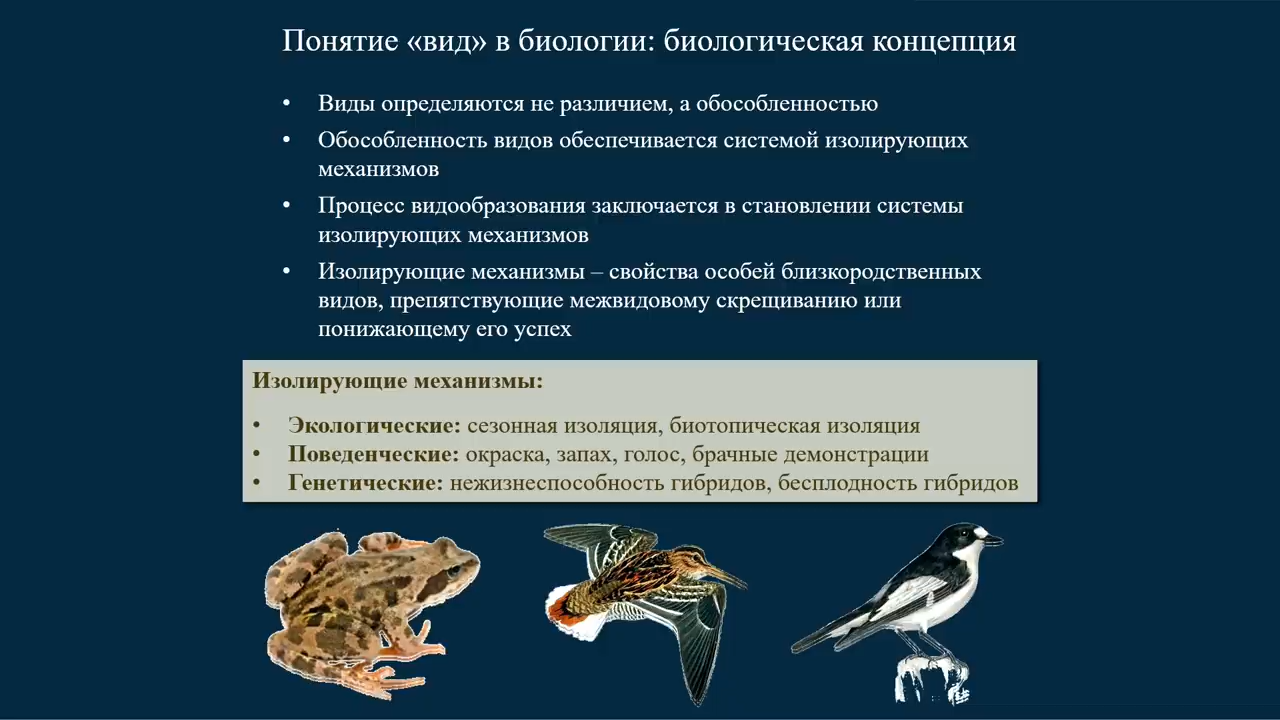 Понятие «вид» в биологии: биологическая концепция
• Виды определяются не различием, а обособленностью
• Обособленность видов обеспечивается системой изолирующих
механизмов
• Процесс видообразования заключается в становлении системы
изолирующих механизмов
• Изолирующие механизмы – свойства особей близкородственных
видов, препятствующие межвидовому скрещиванию или
понижающему его успех
Изолирующие механизмы:
• Экологические: сезонная изоляция, биотопическая изоляция
• Поведенческие: окраска, запах, голос, брачные демонстрации
• Генетические: нежизнеспособность гибридов, бесплодность гибридов